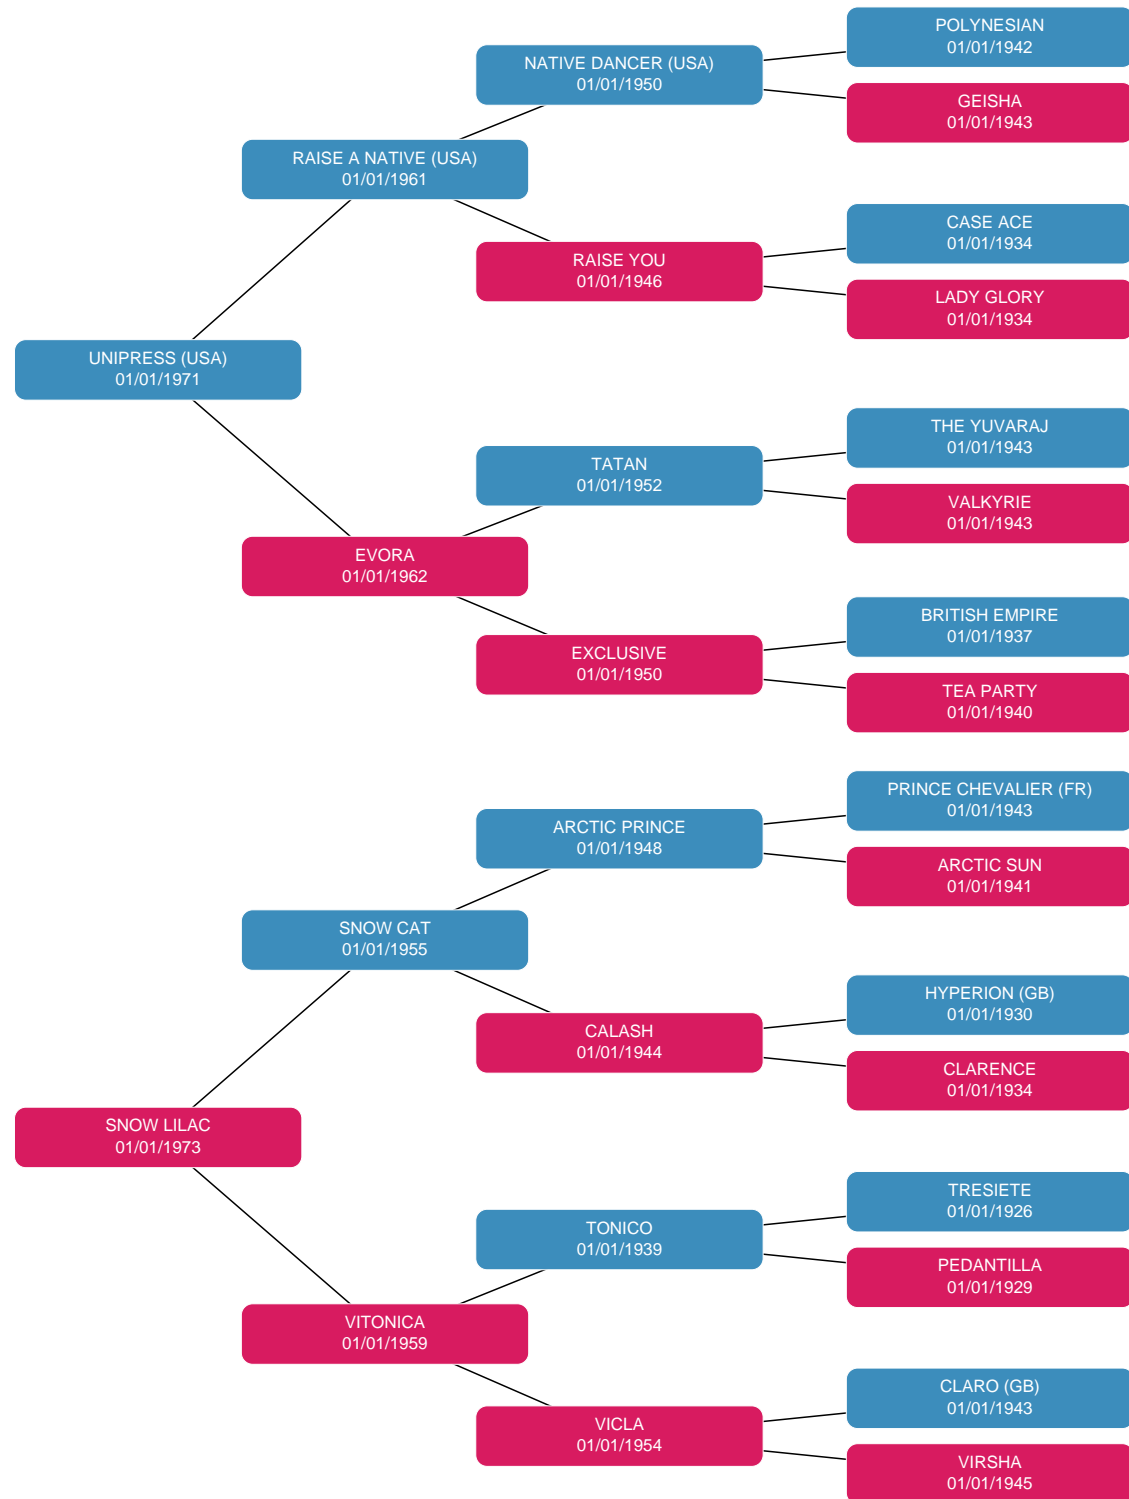 POLYNESIAN
01/01/1942
NATIVE DANCER (USA)
01/01/1950
GEISHA
01/01/1943
RAISE A NATIVE (USA)
01/01/1961
CASE ACE
01/01/1934
RAISE YOU
01/01/1946
LADY GLORY
01/01/1934
UNIPRESS (USA)
01/01/1971
THE YUVARAJ
01/01/1943
TATAN
01/01/1952
VALKYRIE
01/01/1943
EVORA
01/01/1962
BRITISH EMPIRE
01/01/1937
EXCLUSIVE
01/01/1950
TEA PARTY
01/01/1940
PRINCE CHEVALIER (FR)
01/01/1943
ARCTIC PRINCE
01/01/1948
ARCTIC SUN
01/01/1941
SNOW CAT
01/01/1955
HYPERION (GB)
01/01/1930
CALASH
01/01/1944
CLARENCE
01/01/1934
SNOW LILAC
01/01/1973
TRESIETE
01/01/1926
TONICO
01/01/1939
PEDANTILLA
01/01/1929
VITONICA
01/01/1959
CLARO (GB)
01/01/1943
VICLA
01/01/1954
VIRSHA
01/01/1945